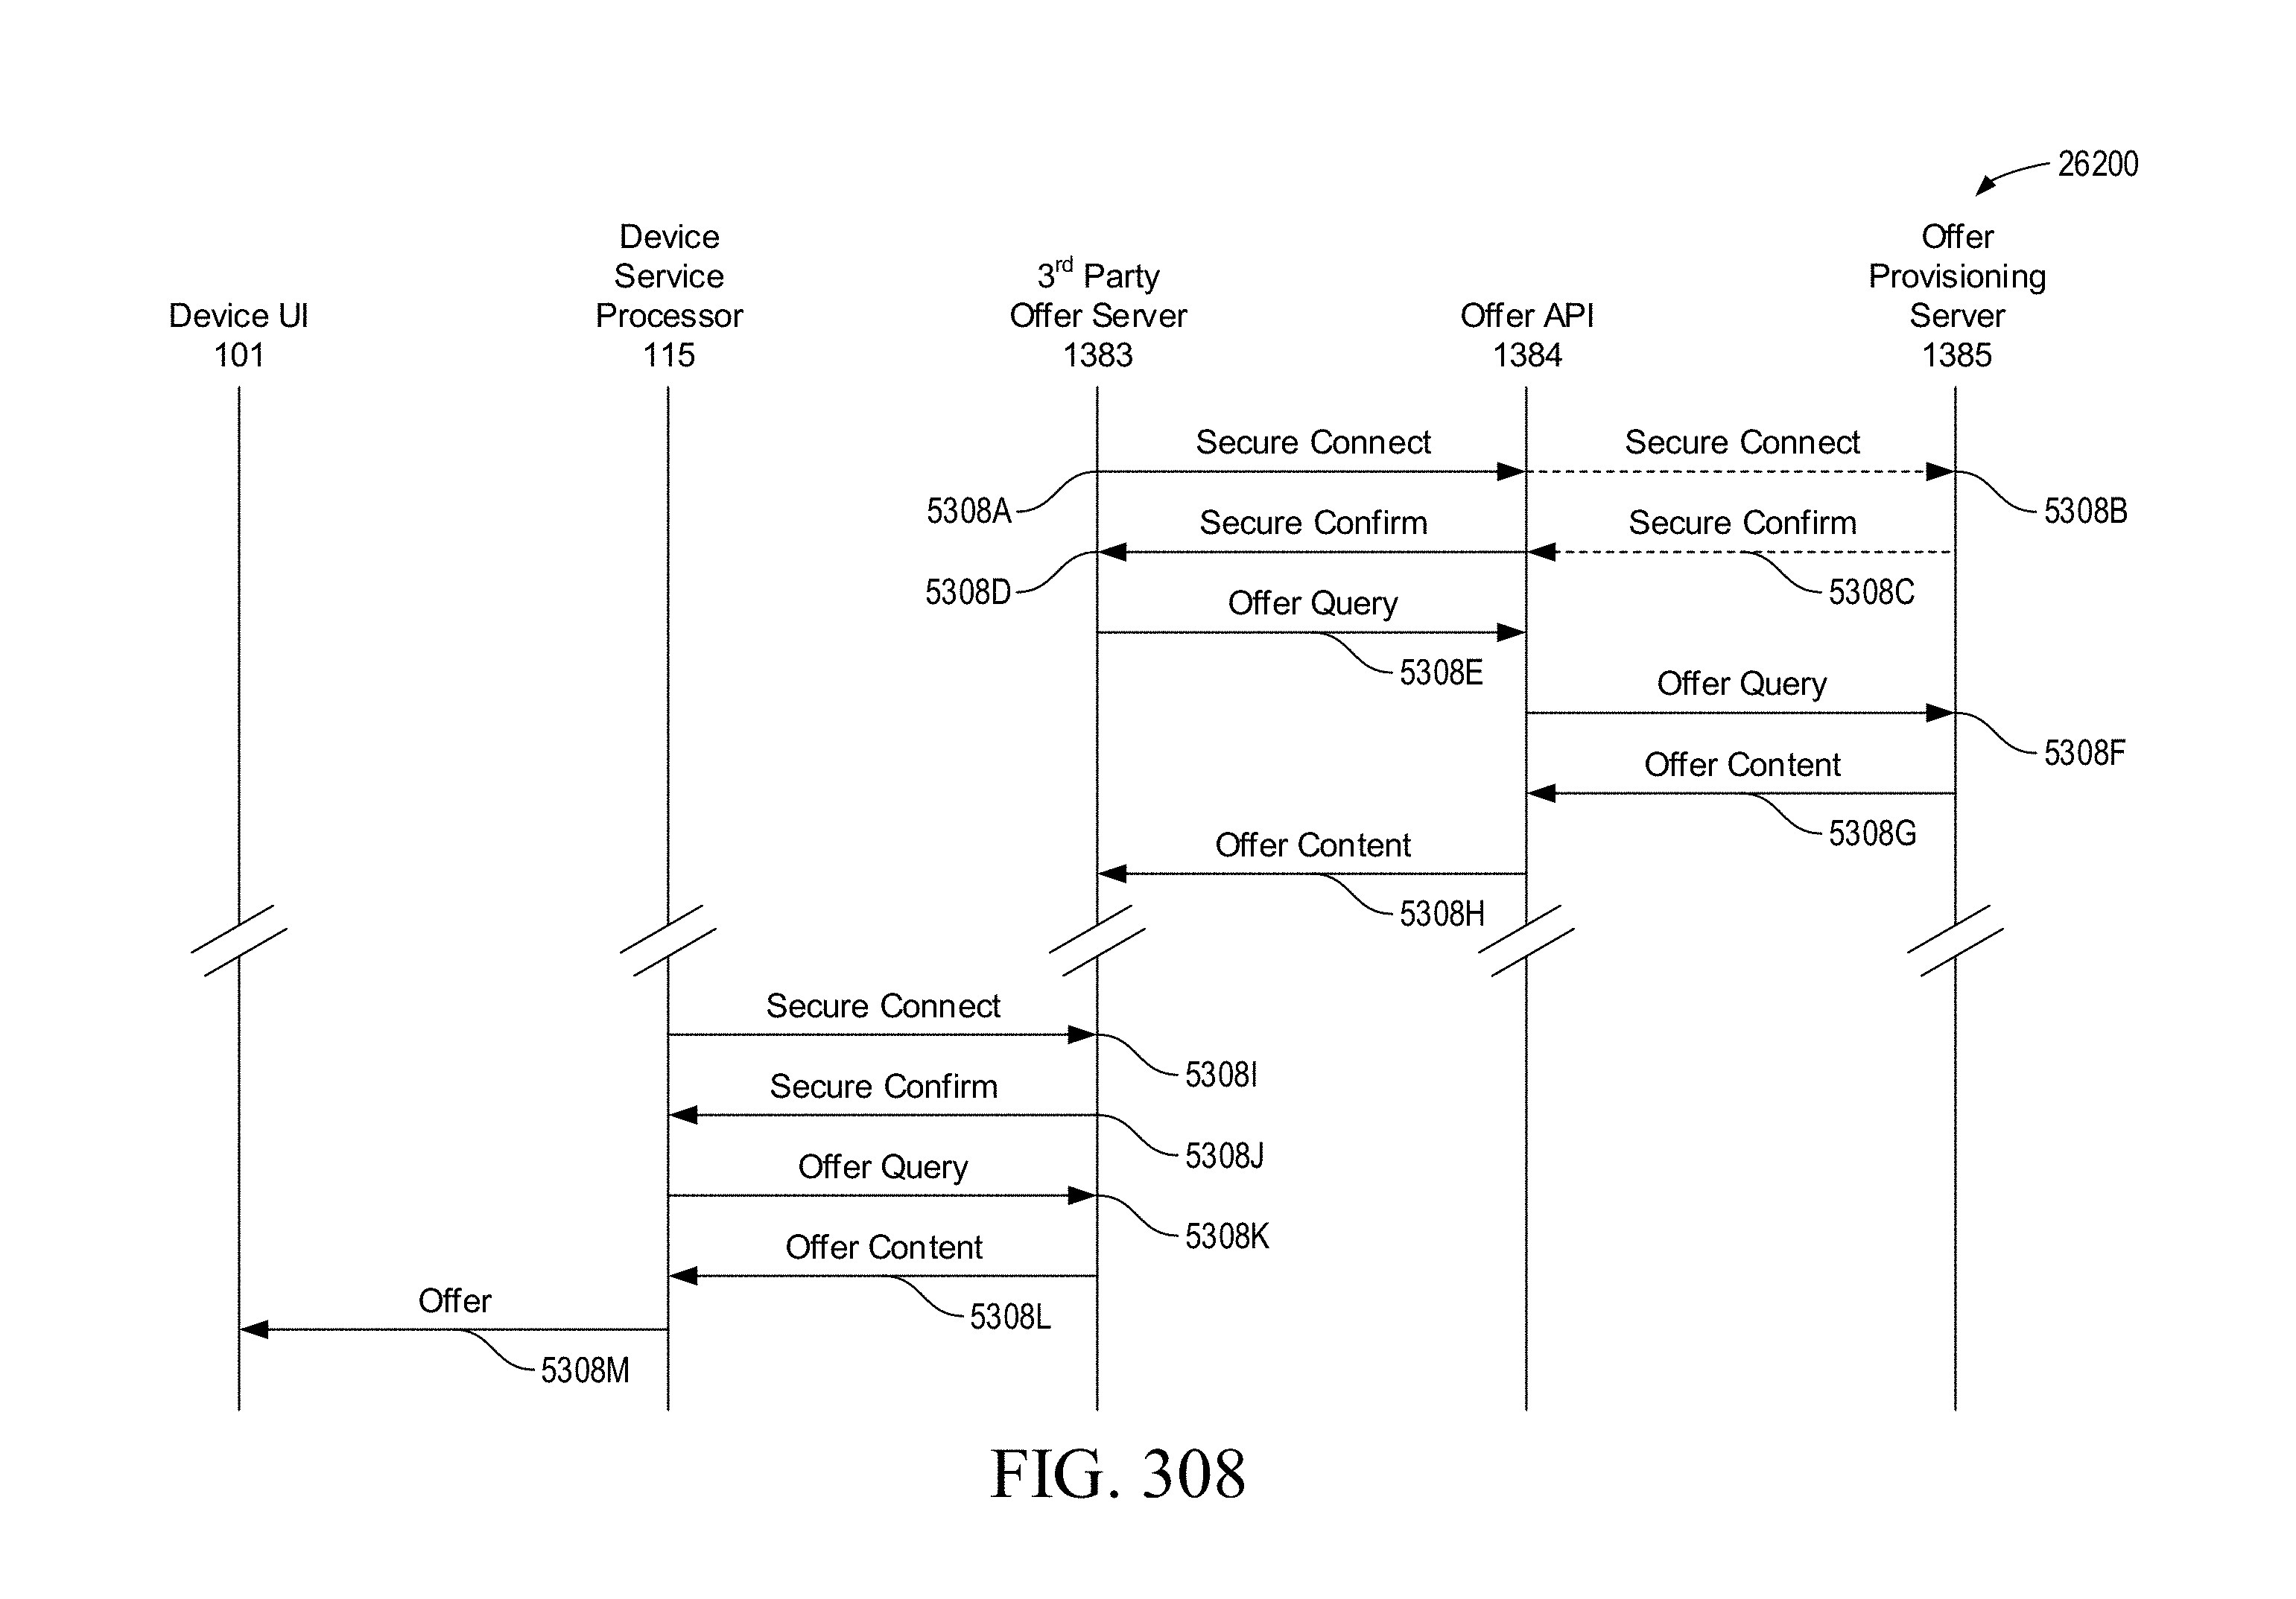 26200
Device UI
101
Device
Service
Processor
115
3rd Party
Offer Server
1383
Offer API
1384
Offer
Provisioning
Server
1385
Secure Connect
Secure Connect
5308A
5308B
Secure Confirm
Secure Confirm
5308D
5308C
Offer Query
5308E
Offer Query
5308F
Offer Content
5308G
Offer Content
5308H
Secure Connect
5308I
Secure Confirm
5308J
Offer Query
5308K
Offer Content
5308L
Offer
5308M
FIG. 308